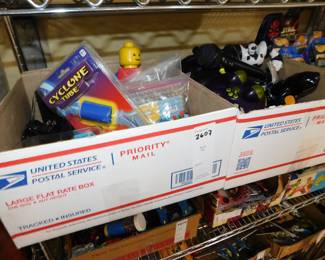 CYCLONE
TUBE
2607
UNITED STATES
POSTAL SERVICE
PRIORITY
MAIL
UNITED STATES
POSTAL SERVICE
LARGE FLAT RATE BOX
TRACKED INSURED